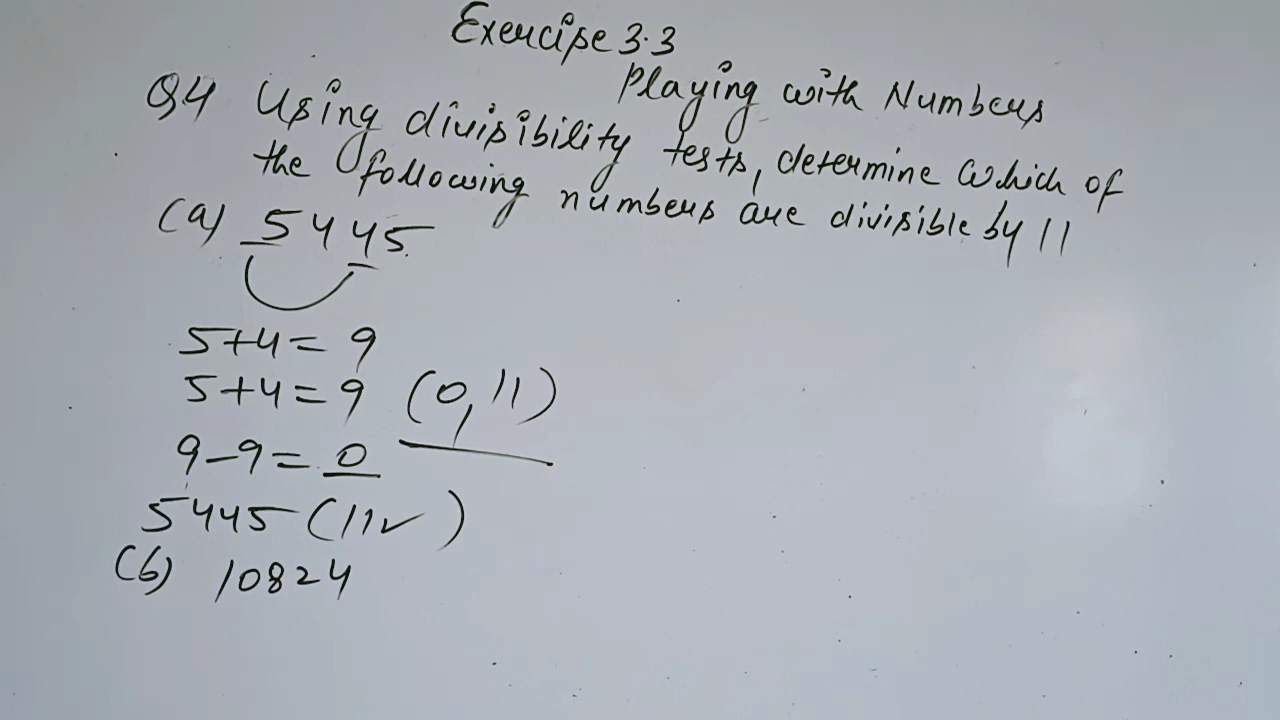 Exercise 3.3
Playing with Numbers
Q4 Using divisibility tests, determine which of
the following numbers are divisible by 11
(a) 5445
5+4=9
5+4=9 (0,11)
9-9=0
5445 (11✓)
(b) 10824